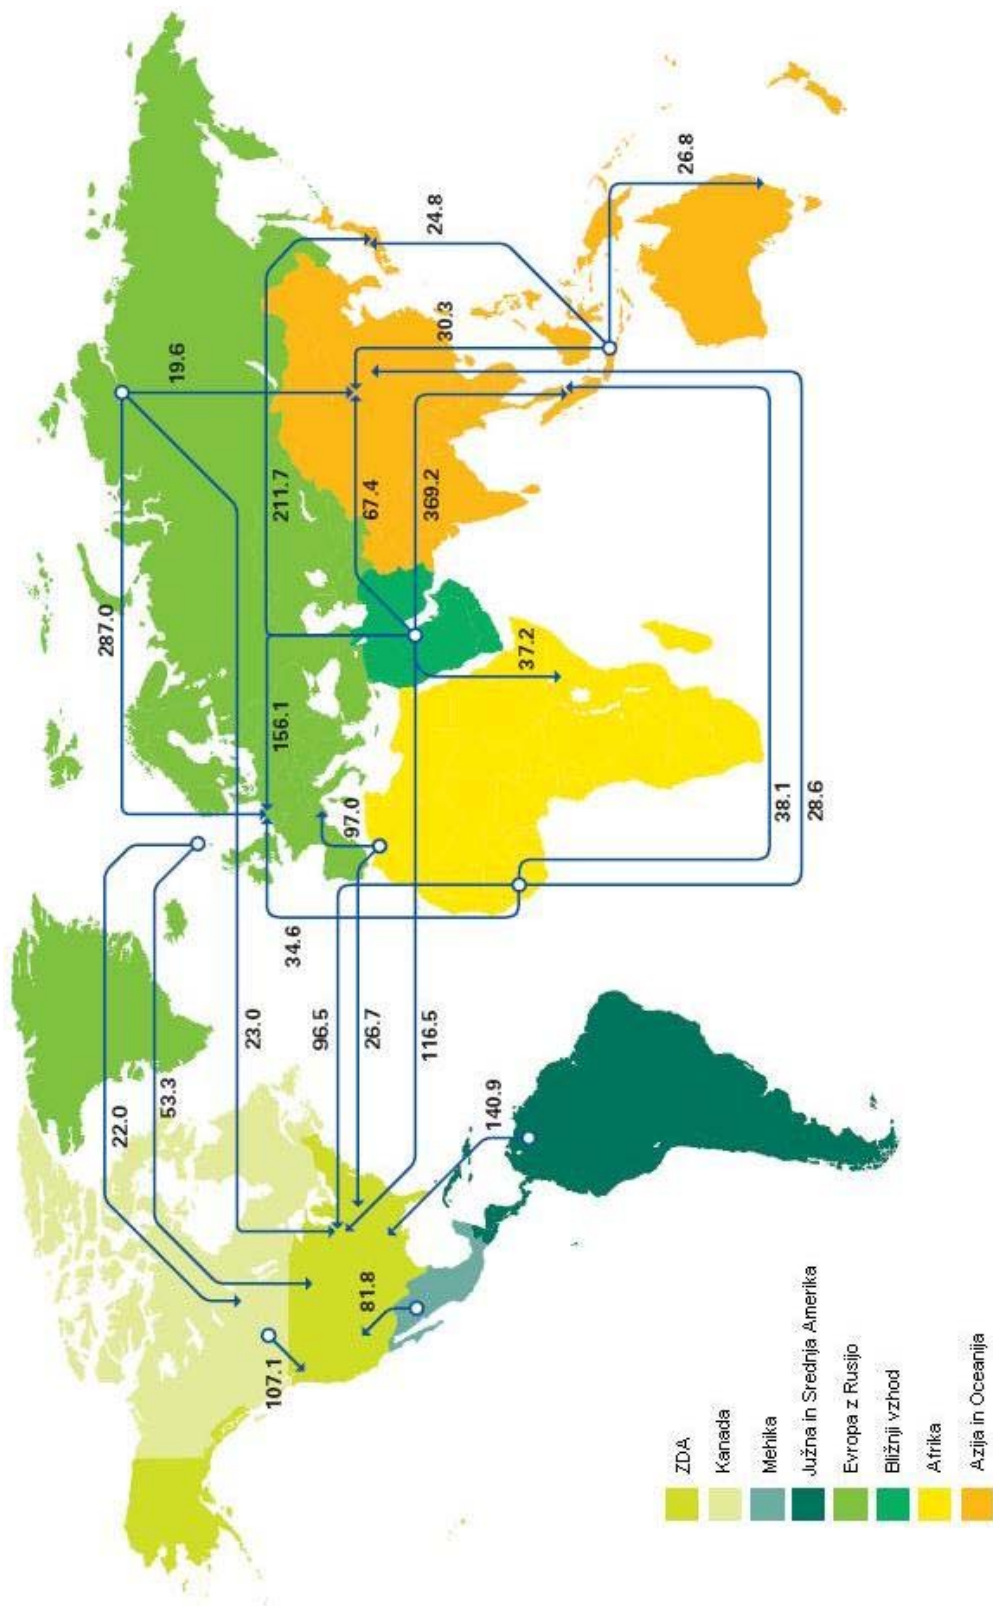 287.0
22.0
53.3
19.6
23.0
107.1
156.1
211.7
34.6
96.5
97.0
81.8
26.7
67.4
116.5
369.2
30.3
24.8
140.9
37.2
26.8
38.1
28.6
ZDA
Kanada
Mehika
Južna in Srednja Amerika
Evropa z Rusijo
Bližnji vzhod
Afrika
Azija in Oceanija